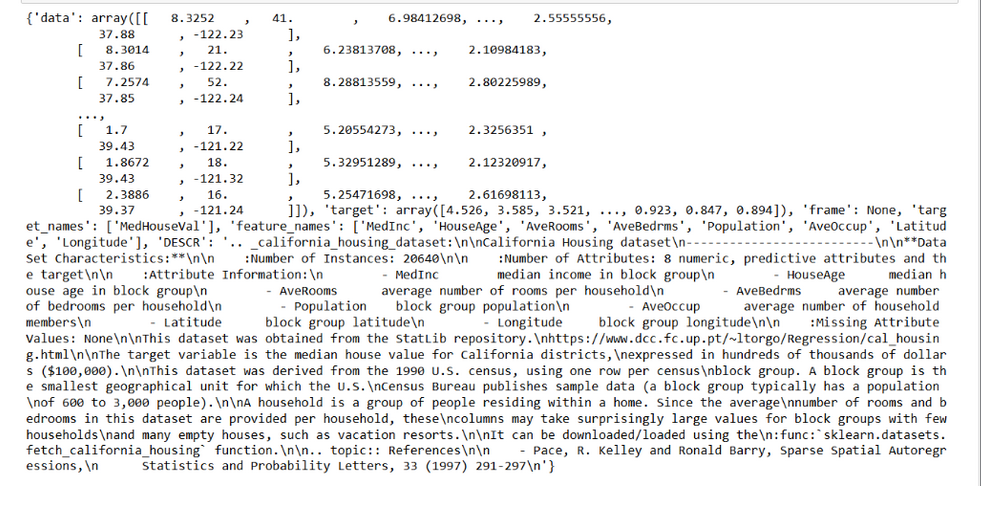 {'data': array([[   8.3252    ,   41.        ,    6.98412698, ...,    2.55555556,
37.88      , -122.23      ],
[   8.3014    ,   21.        ,    6.23813708, ...,    2.10984183,
37.86      , -122.22      ],
[   7.2574    ,   52.        ,    8.28813559, ...,    2.80225989,
37.85      , -122.24      ],
...,
[   1.7       ,   17.        ,    5.20554273, ...,    2.3256351 ,
39.43      , -121.22      ],
[   1.8672    ,   18.        ,    5.32951289, ...,    2.12320917,
39.43      , -121.32      ],
[   2.3886    ,   16.        ,    5.25471698, ...,    2.61698113,
39.37      , -121.24      ]]), 'target': array([4.526, 3.585, 3.521, ..., 0.923, 0.847, 0.894]), 'frame': None, 'targ
et_names': ['MedHouseVal'], 'feature_names': ['MedInc', 'HouseAge', 'AveRooms', 'AveBedrms', 'Population', 'AveOccup', 'Latitud
e', 'Longitude'], 'DESCR': '.. _california_housing_dataset:\n\nCalifornia Housing dataset\n--------------------------\n\n**Data
Set Characteristics:**\n\n    :Number of Instances: 20640\n\n    :Number of Attributes: 8 numeric, predictive attributes and th
e target\n\n    :Attribute Information:\n        - MedInc        median income in block group\n        - HouseAge      median h
ouse age in block group\n        - AveRooms      average number of rooms per household\n        - AveBedrms     average number
of bedrooms per household\n        - Population    block group population\n        - AveOccup      average number of household
members\n        - Latitude      block group latitude\n        - Longitude     block group longitude\n\n    :Missing Attribute
Values: None\n\nThis dataset was obtained from the StatLib repository.\nhttps://www.dcc.fc.up.pt/~ltorgo/Regression/cal_housin
g.html\n\nThe target variable is the median house value for California districts,\nexpressed in hundreds of thousands of dollar
s ($100,000).\n\nThis dataset was derived from the 1990 U.S. census, using one row per census\nblock group. A block group is th
e smallest geographical unit for which the U.S.\nCensus Bureau publishes sample data (a block group typically has a population
\nof 600 to 3,000 people).\n\nA household is a group of people residing within a home. Since the average\nnumber of rooms and b
edrooms in this dataset are provided per household, these\ncolumns may take surprisingly large values for block groups with few
households\nand many empty houses, such as vacation resorts.\n\nIt can be downloaded/loaded using the\n:func:`sklearn.datasets.
fetch_california_housing` function.\n\n.. topic:: References\n\n    - Pace, R. Kelley and Ronald Barry, Sparse Spatial Autoregr
essions,\n      Statistics and Probability Letters, 33 (1997) 291-297\n'}